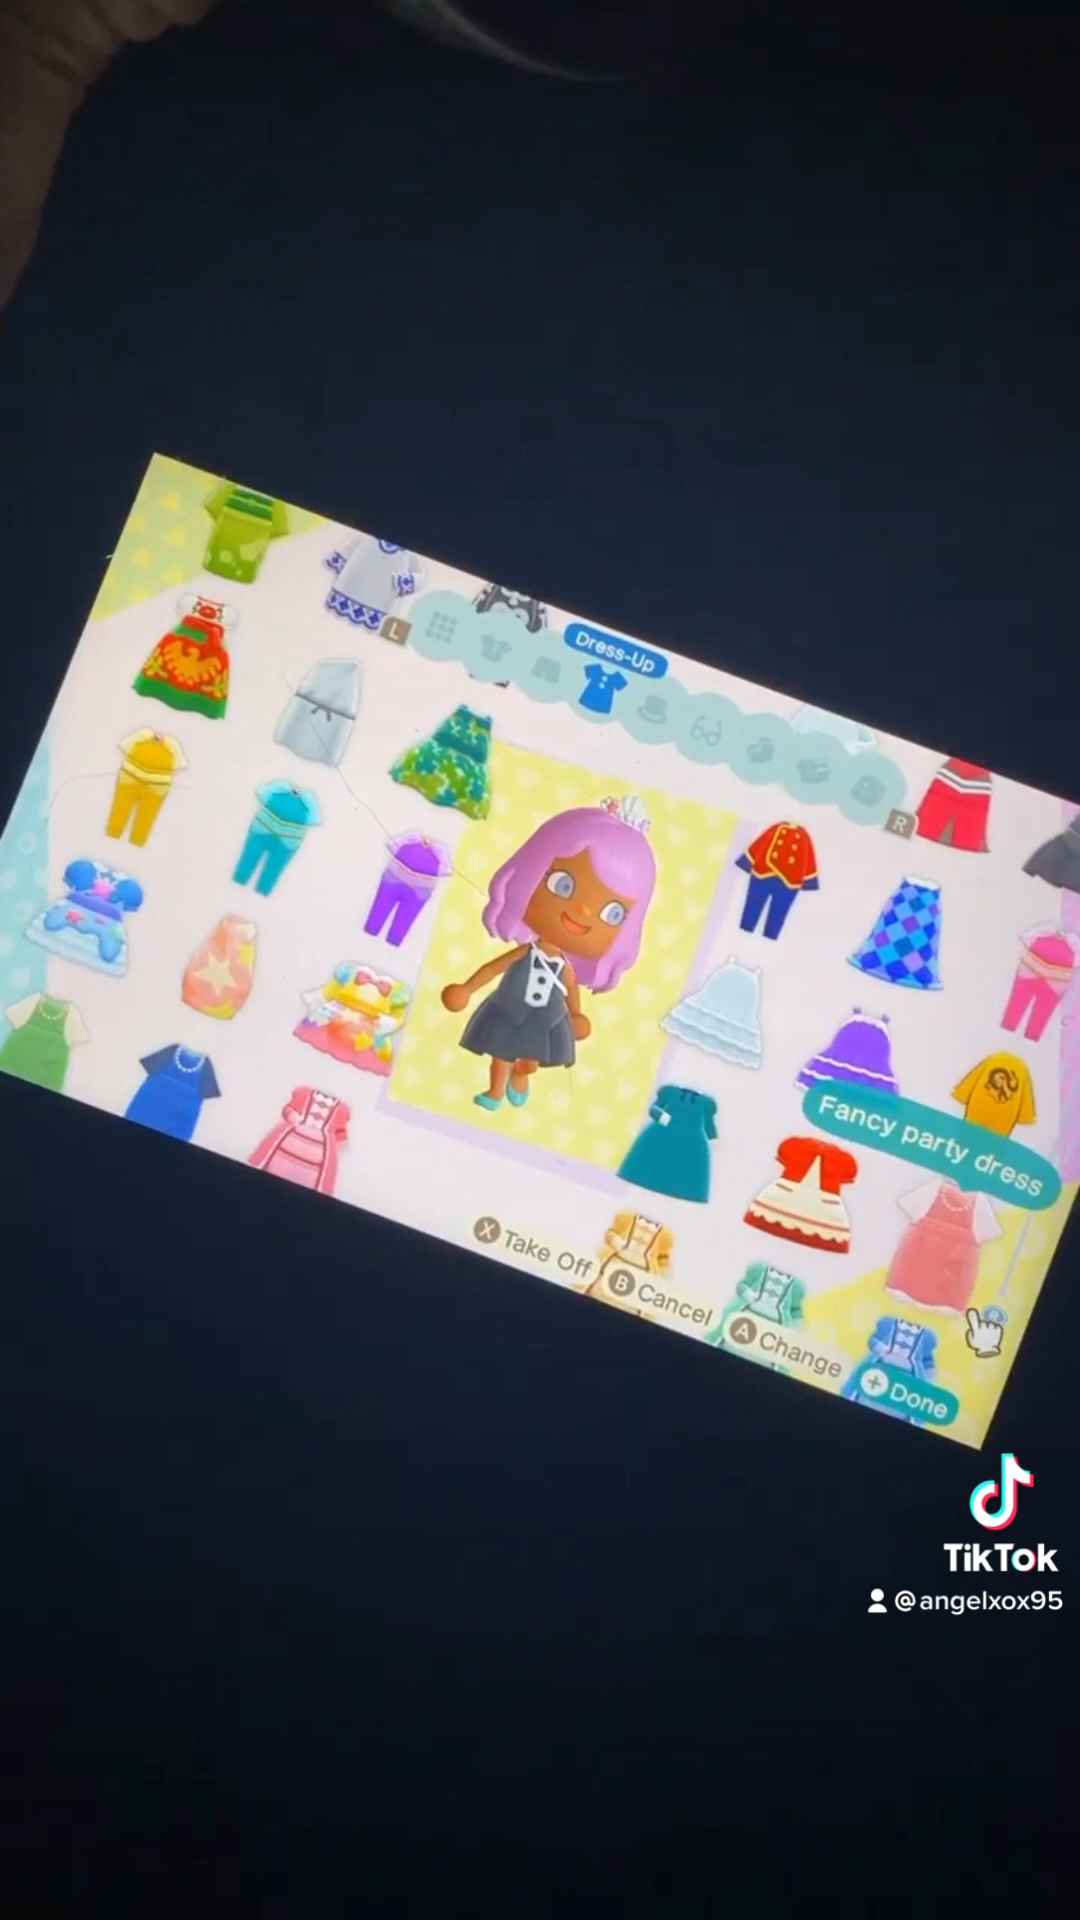 L
Dress-Up
R
Fancy party dress
X Take Off
B Cancel
A Change
+ Done
R
TikTok
@angelxox95